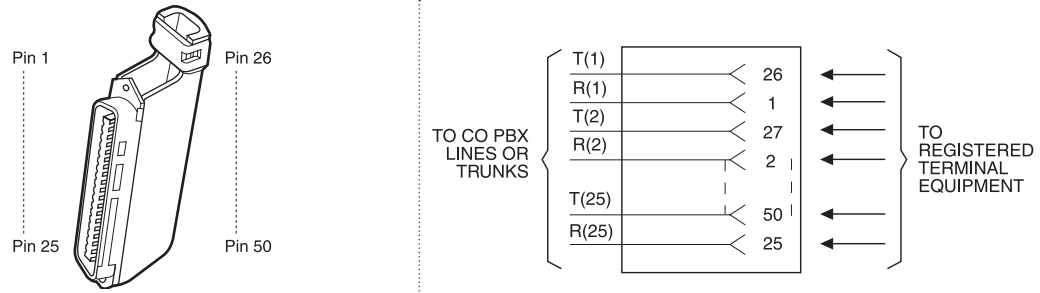 Pin 1
Pin 26
Pin 25
Pin 50
TO CO PBX
LINES OR
TRUNKS
T(1)
R(1)
T(2)
R(2)
T(25)
R(25)
26
1
27
2
50
25
TO
REGISTERED
TERMINAL
EQUIPMENT